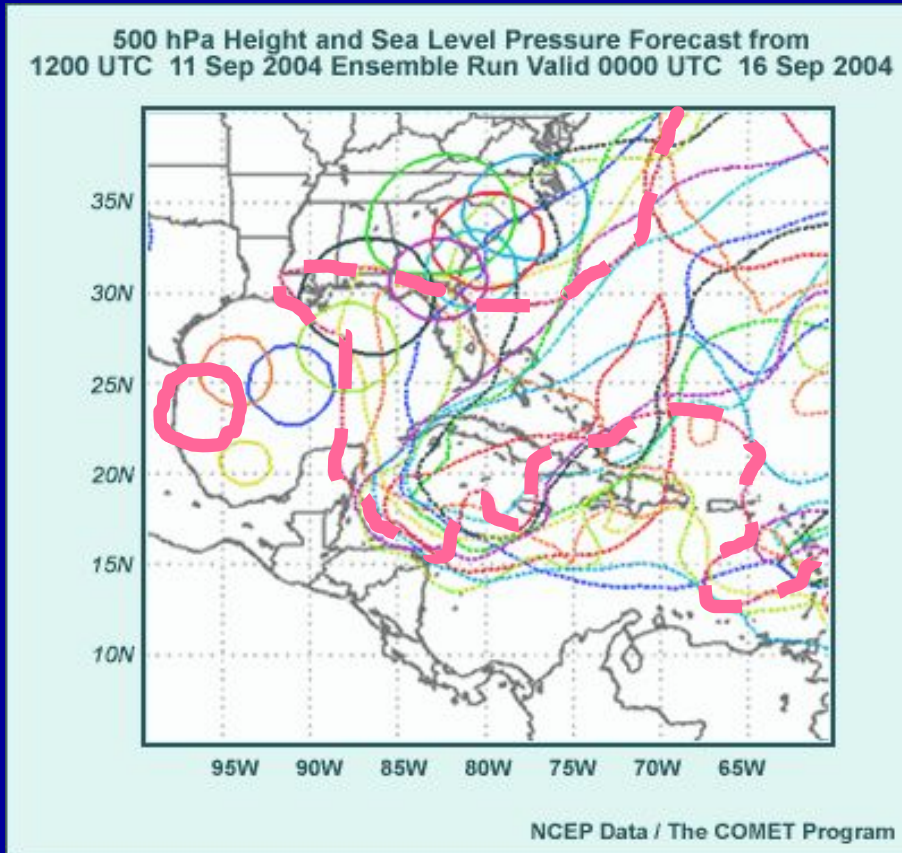 500 hPa Height and Sea Level Pressure Forecast from
1200 UTC 11 Sep 2004 Ensemble Run Valid 0000 UTC 16 Sep 2004
35N
30N
25N
20N
15N
10N
95W 90W 85W 80W 75W 70W 65W
NCEP Data / The COMET Program